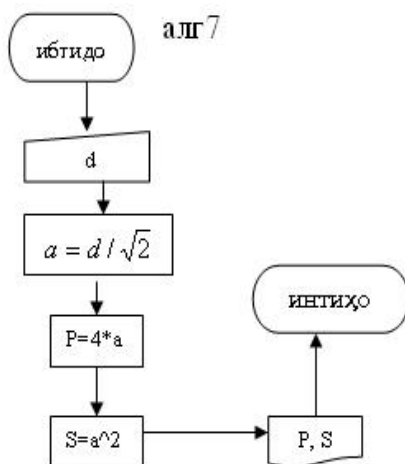 алг7
ибтидо
d
a = d / √2
P=4*a
S=a^2
P, S
интиҳо